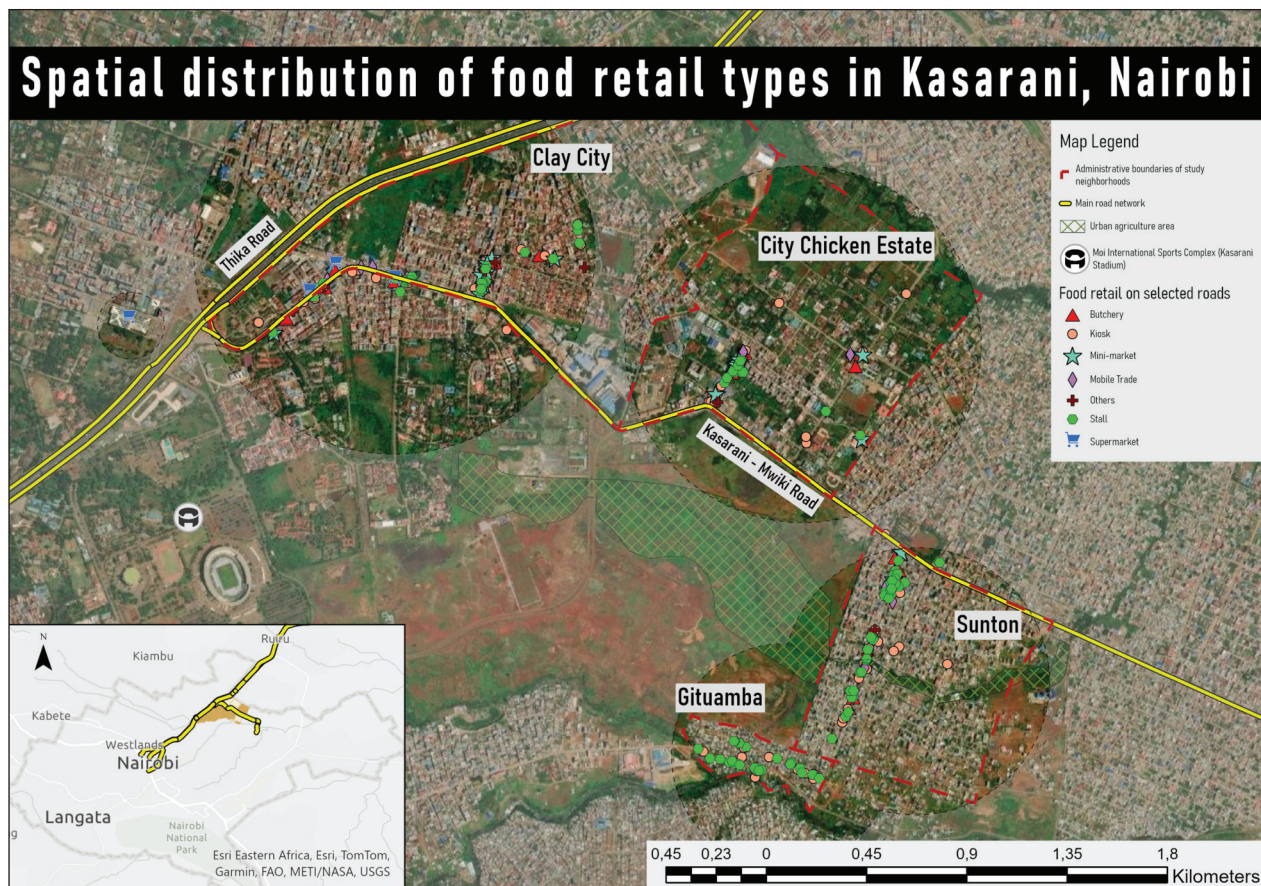 Spatial distribution of food retail types in Kasarani, Nairobi
Clay City
Thika Road
City Chicken Estate
Kasarani - Mwiki Road
Sunton
Gituamba
Map Legend
Administrative boundaries of study
neighborhoods
Main road network
Urban agriculture area
Moi International Sports Complex (Kasarani
Stadium)
Food retail on selected roads
Butchery
Kiosk
Mini-market
Mobile Trade
Others
Stall
Supermarket
N
Ruiru
Kiambu
Kabete
Westlands
Nairobi
Langata
Nairobi
National
Park
ng
Esri Eastern Africa, Esri, TomTom,
Garmin, FAO, METI/NASA, USGS
0,45 0,23 0 0,45 0,9 1,35 1,8
Kilometers